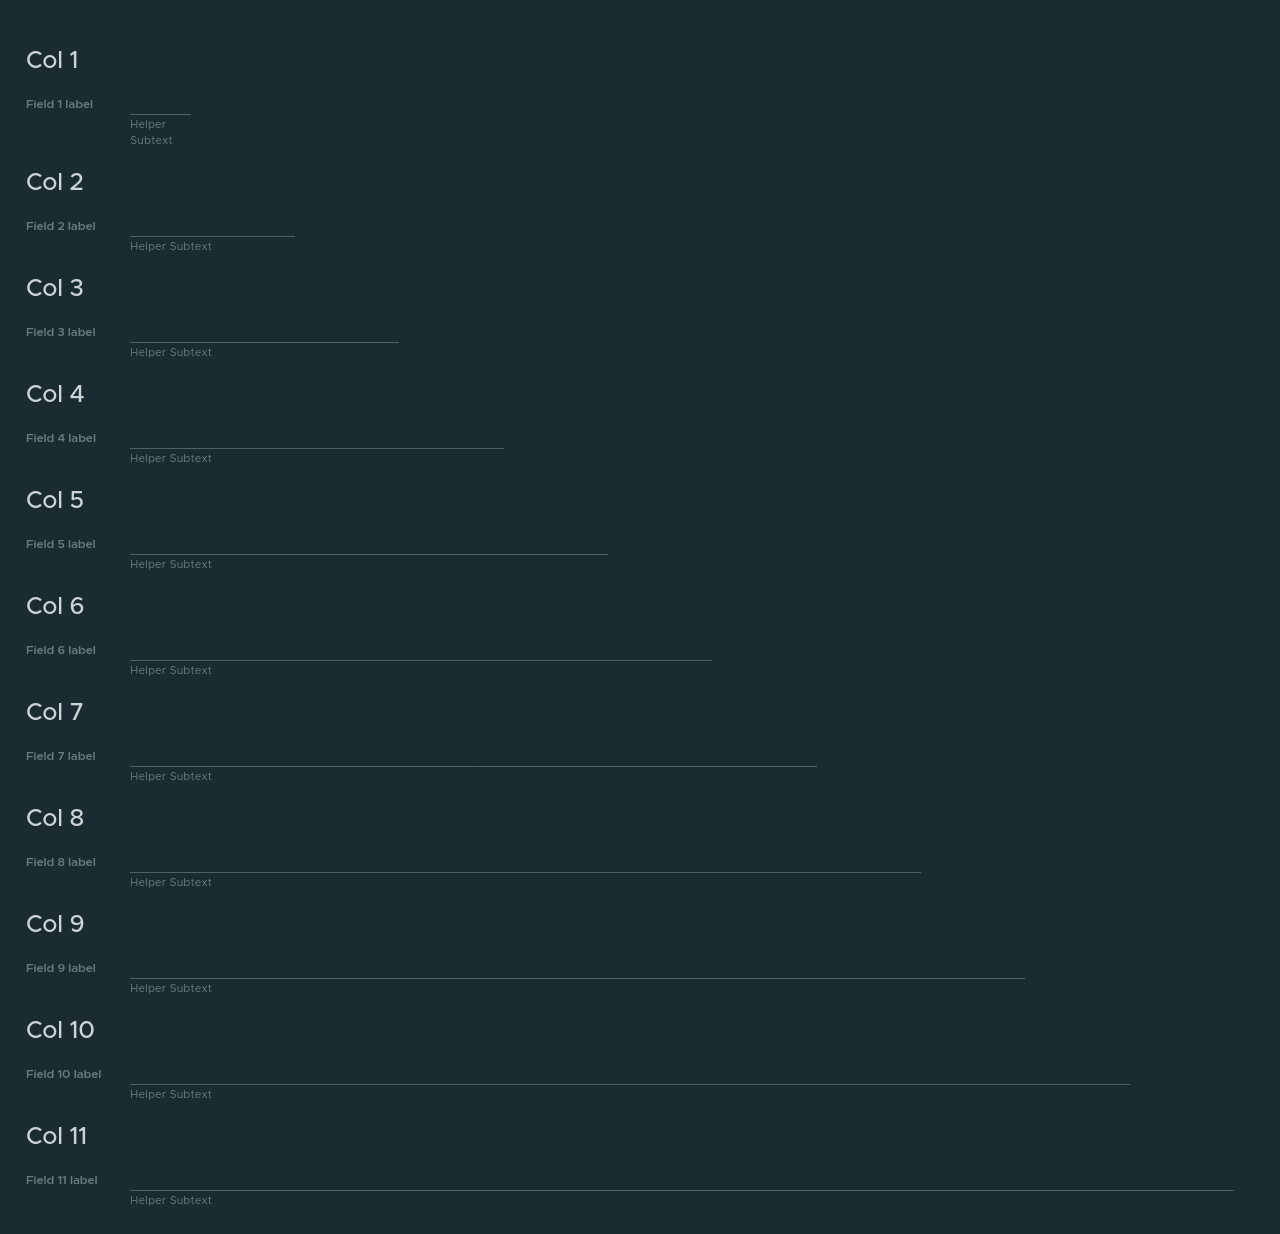 Col 1
Field 1 label
Helper
Subtext
Col 2
Field 2 label
Helper Subtext
Col 3
Field 3 label
Helper Subtext
Col 4
Field 4 label
Helper Subtext
Col 5
Field 5 label
Helper Subtext
Col 6
Field 6 label
Helper Subtext
Col 7
Field 7 label
Helper Subtext
Col 8
Field 8 label
Helper Subtext
Col 9
Field 9 label
Helper Subtext
Col 10
Field 10 label
Helper Subtext
Col 11
Field 11 label
Helper Subtext